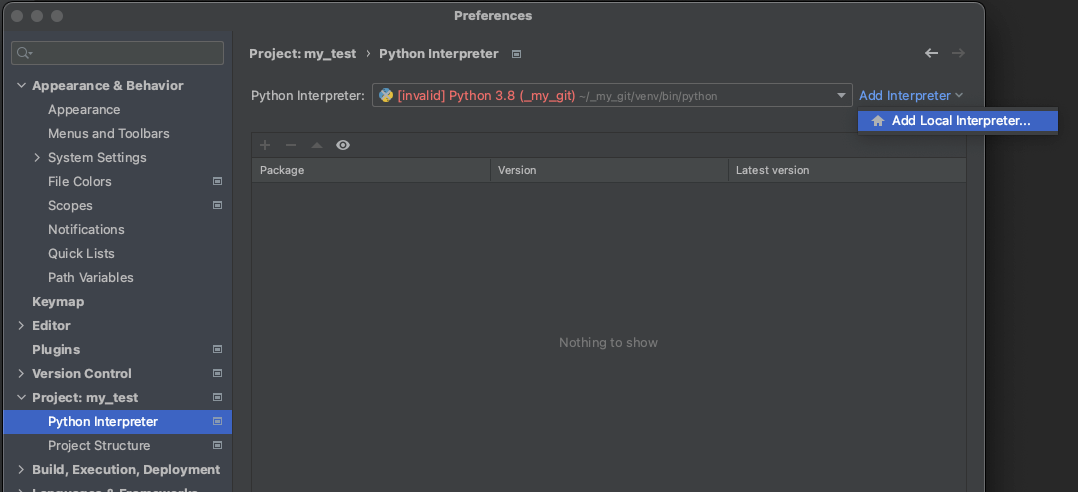 Preferences
Project: my_test › Python Interpreter
Python Interpreter: [invalid] Python 3.8 (_my_git) ~/_my_git/venv/bin/python Add Interpreter
Add Local Interpreter...
Package Version Latest version
Nothing to show
Appearance & Behavior
Appearance
Menus and Toolbars
System Settings
File Colors
Scopes
Notifications
Quick Lists
Path Variables
Keymap
Editor
Plugins
Version Control
Project: my_test
Python Interpreter
Project Structure
Build, Execution, Deployment
Languages & Frameworks